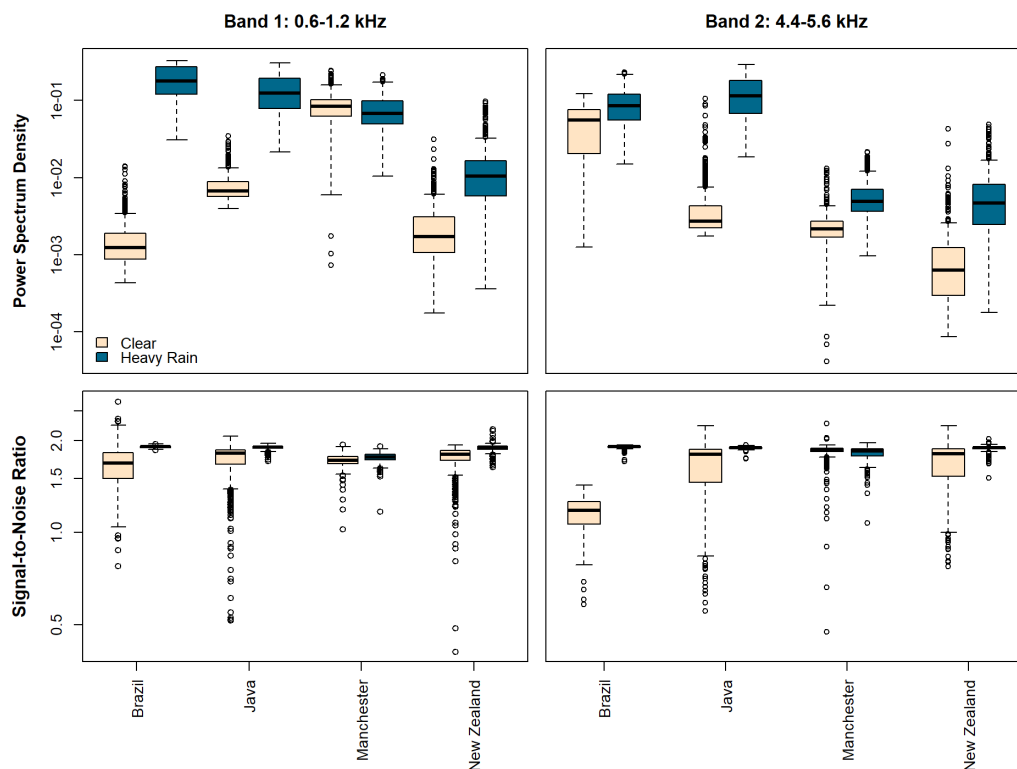 Band 1: 0.6-1.2 kHz
Band 2: 4.4-5.6 kHz
Power Spectrum Density
1e-01
1e-02
1e-03
1e-04
Clear
Heavy Rain
Signal-to-Noise Ratio
2.0
1.5
1.0
0.5
Brazil
Java
Manchester
New Zealand
Brazil
Java
Manchester
New Zealand